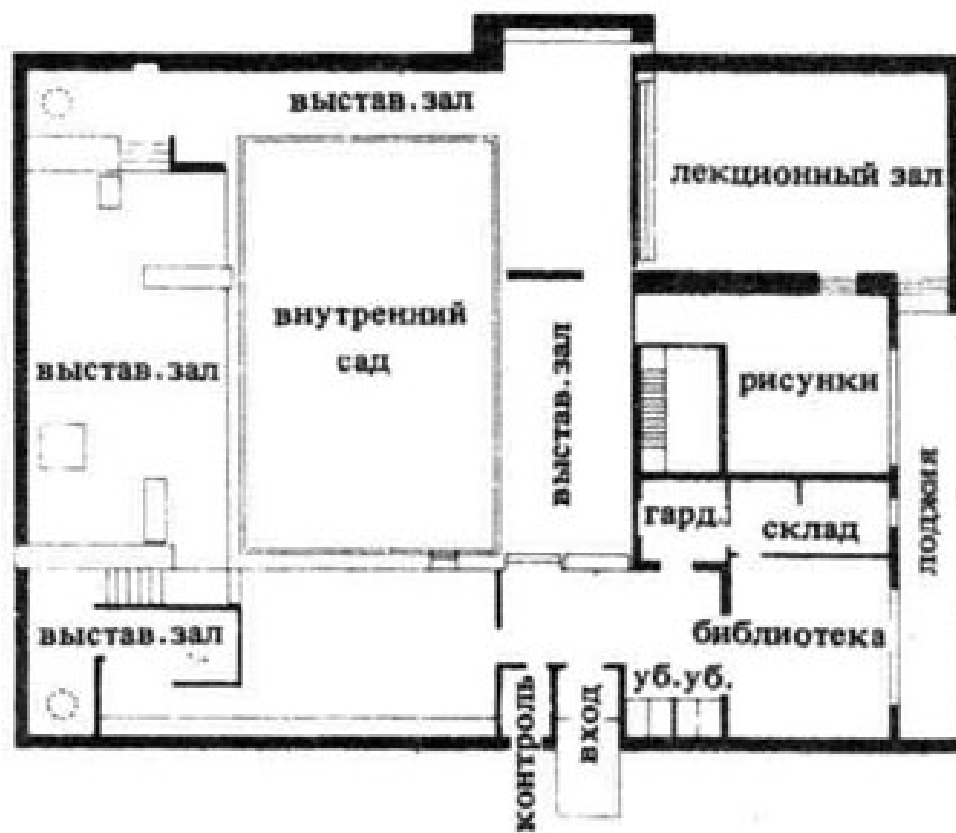 выстав.зал
лекционный зал
внутренний
сад
выстав.зал
выстав.зал
рисунки
гард.
склад
лоджия
выстав.зал
библиотека
уб.уб.
контроль
вход